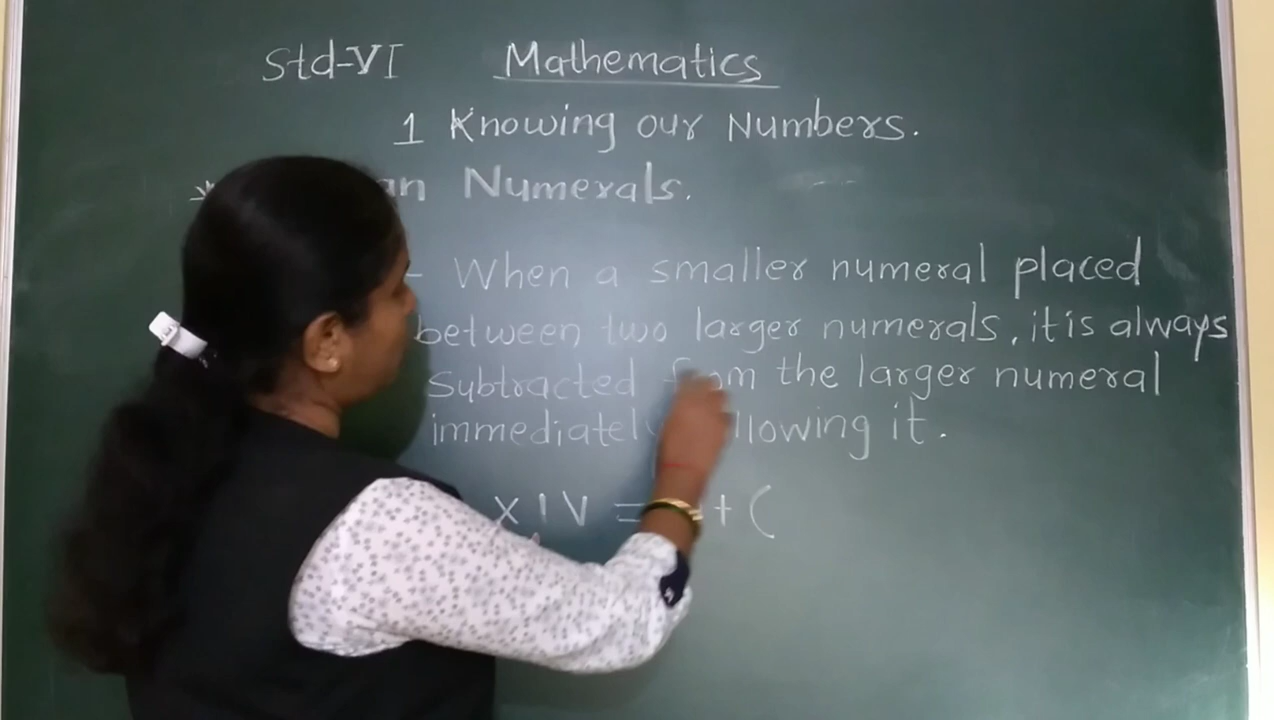 Std-VI Mathematics
1 Knowing our Numbers.
Numerals.
- When a smaller numeral placed
between two larger numerals, it is always
Subtracted from the larger numeral
immediately it.
XIV = + (